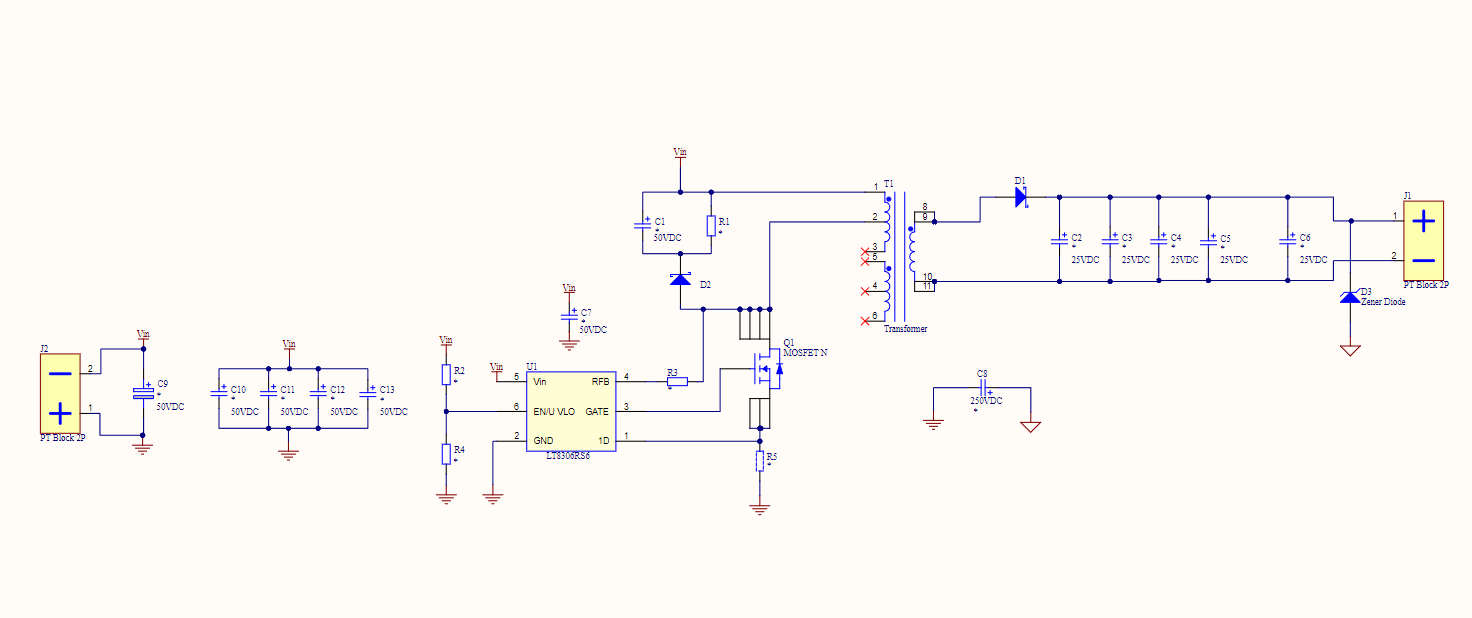 J2
2
1
PT Block 2P
Vin
C9
50VDC
Vin
C10
50VDC
C11
50VDC
C12
50VDC
C13
50VDC
Vin
R2
R4
Vin
C7
50VDC
Vin
U1
5
Vin
RFB
4
6
EN/U VLO
GATE
3
2
GND
1D
1
LT8306RS6
R3
Vin
C1
50VDC
R1
D2
Q1
MOSFET N
R5
T1
1
2
3
5
4
6
8
9
10
11
Transformer
D1
C2
25VDC
C3
25VDC
C4
25VDC
C5
25VDC
C6
25VDC
J1
1
2
PT Block 2P
D3
Zener Diode
C8
250VDC